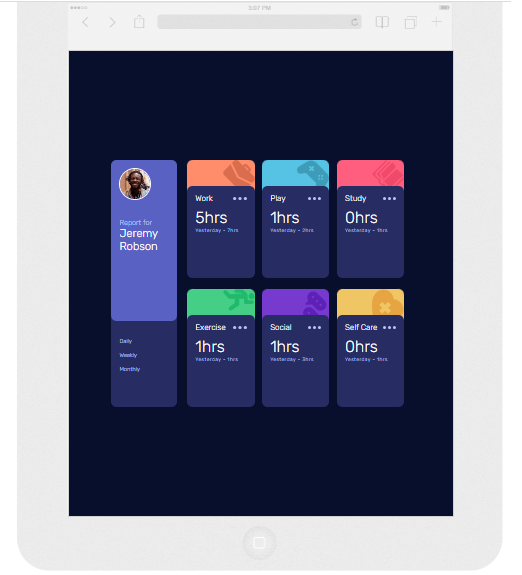 3:07 PM
Report for
Jeremy
Robson
Daily
Weekly
Monthly
Work
5hrs
Yesterday - 7hrs
Play
1hrs
Yesterday - 2hrs
Study
0hrs
Yesterday - 1hrs
Exercise
1hrs
Yesterday - 1hrs
Social
1hrs
Yesterday - 3hrs
Self Care
0hrs
Yesterday - 1hrs